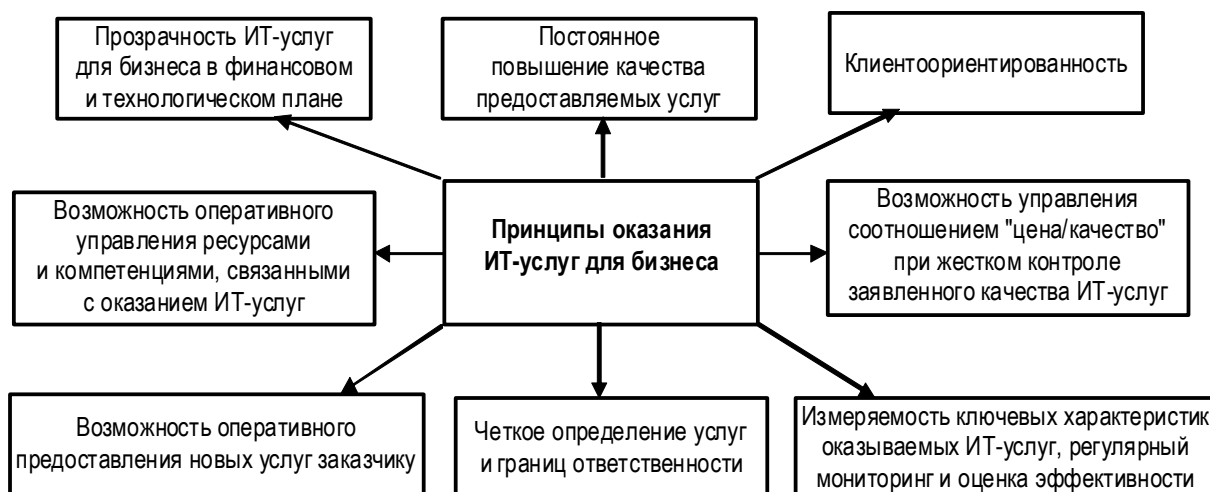 Прозрачность ИТ-услуг
для бизнеса в финансовом
и технологическом плане
Постоянное
повышение качества
предоставляемых услуг
Клиентоориентированность
Возможность оперативного
управления ресурсами
и компетенциями, связанными
с оказанием ИТ-услуг
Принципы оказания
ИТ-услуг для бизнеса
Возможность управления
соотношением "цена/качество"
при жестком контроле
заявленного качества ИТ-услуг
Возможность оперативного
предоставления новых услуг заказчику
Четкое определение услуг
и границ ответственности
Измеряемость ключевых характеристик
оказываемых ИТ-услуг, регулярный
мониторинг и оценка эффективности